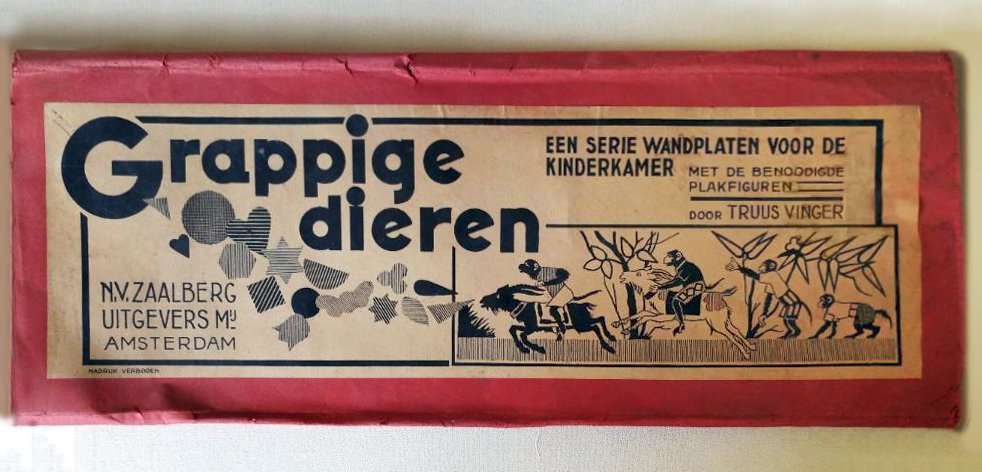 Grappige
dieren
EEN SERIE WANDPLATEN VOOR DE
KINDERKAMER MET DE BENOODIGDE
PLAKFIGUREN
DOOR TRUUS VINGER
N.V. ZAALBERG
UITGEVERS MIJ
AMSTERDAM
NADRUK VERBODEN